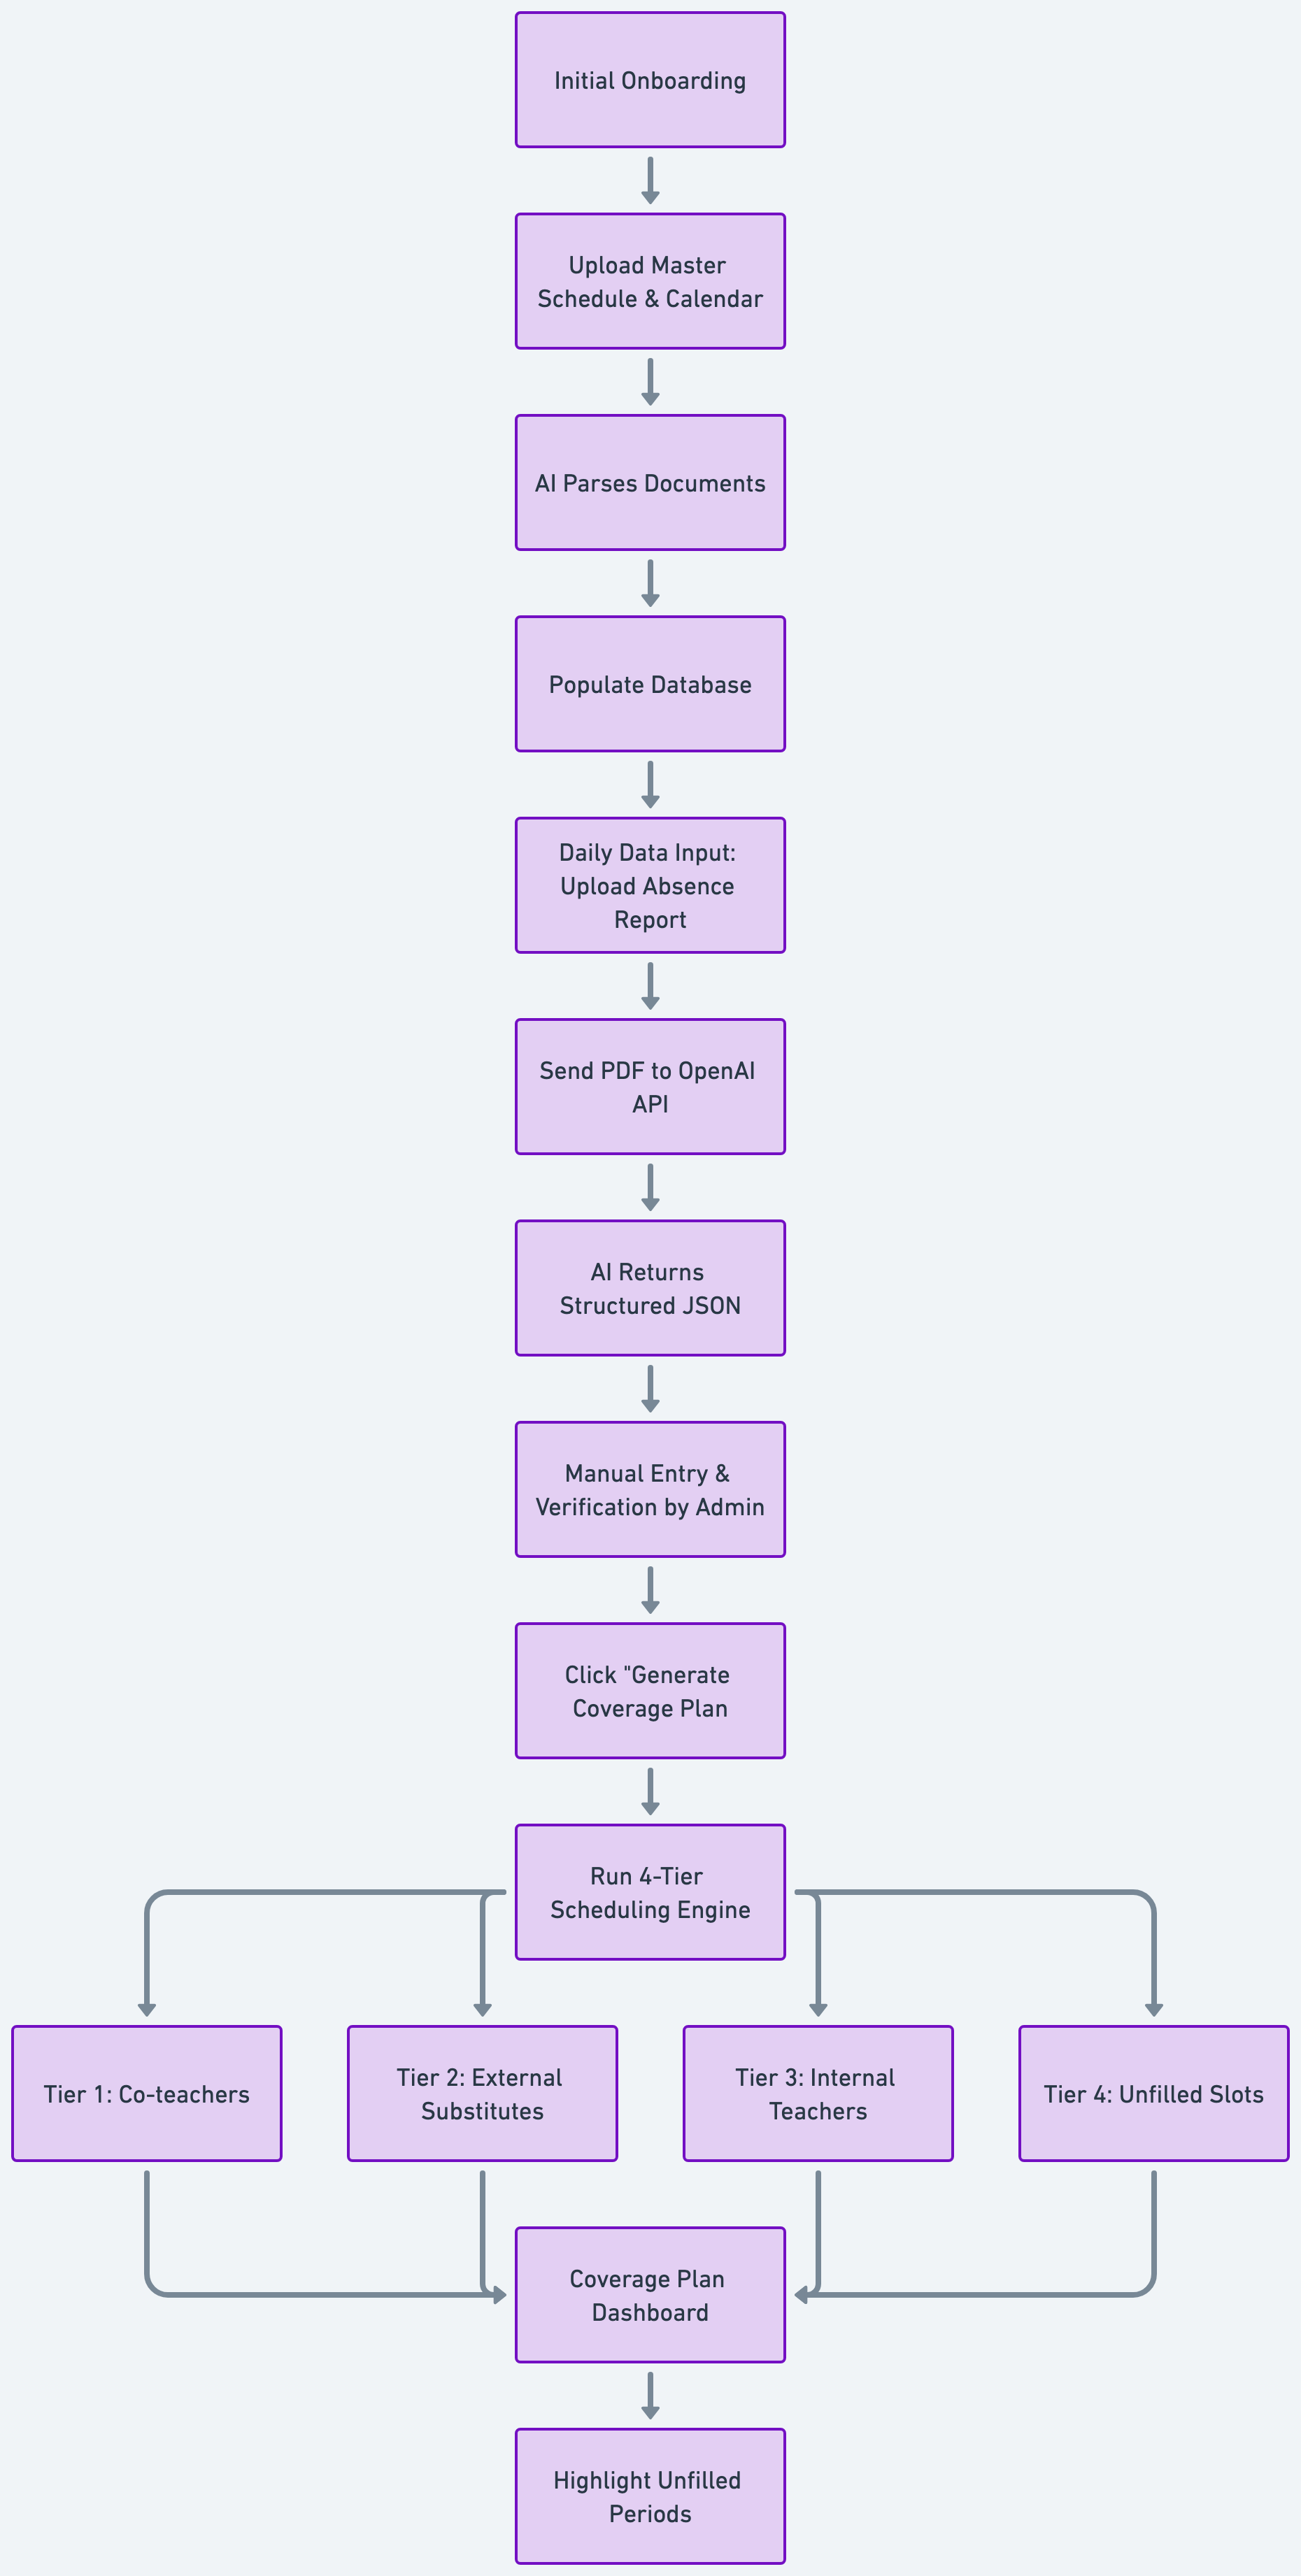 Initial Onboarding
Upload Master
Schedule & Calendar
AI Parses Documents
Populate Database
Daily Data Input:
Upload Absence
Report
Send PDF to OpenAI
API
AI Returns
Structured JSON
Manual Entry &
Verification by Admin
Click "Generate
Coverage Plan
Run 4-Tier
Scheduling Engine
Tier 1: Co-teachers
Tier 2: External
Substitutes
Tier 3: Internal
Teachers
Tier 4: Unfilled Slots
Coverage Plan
Dashboard
Highlight Unfilled
Periods